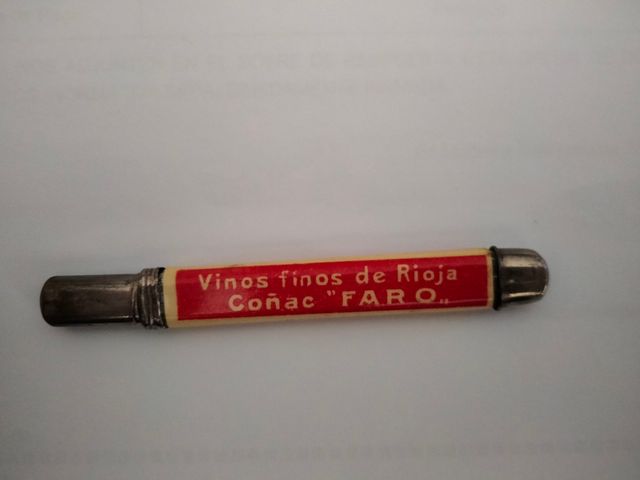 Vinos finos de Rioja
Coñac "FARO„